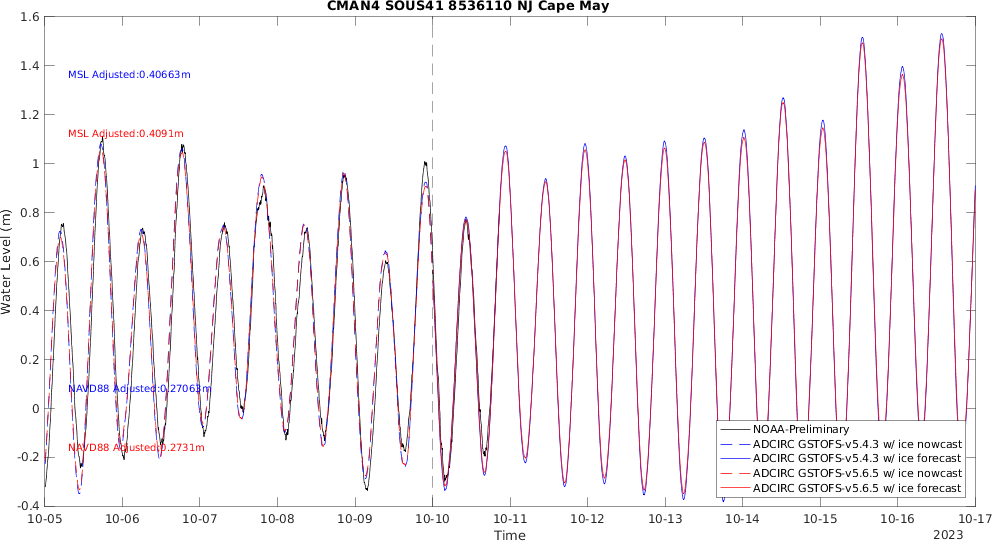 CMAN4 SOUS41 8536110 NJ Cape May
1.6
1.4
1.2
1
0.8
0.6
0.4
0.2
0
-0.2
-0.4
Water Level (m)
MSL Adjusted:0.40663m
MSL Adjusted:0.4091m
NAVD88 Adjusted:0.27063m
NAVD88 Adjusted:0.2731m
NOAA-Preliminary
ADCIRC GSTOFS-v5.4.3 w/ ice nowcast
ADCIRC GSTOFS-v5.4.3 w/ ice forecast
ADCIRC GSTOFS-v5.6.5 w/ ice nowcast
ADCIRC GSTOFS-v5.6.5 w/ ice forecast
10-05 10-06 10-07 10-08 10-09 10-10 10-11 10-12 10-13 10-14 10-15 10-16 10-17
Time
2023